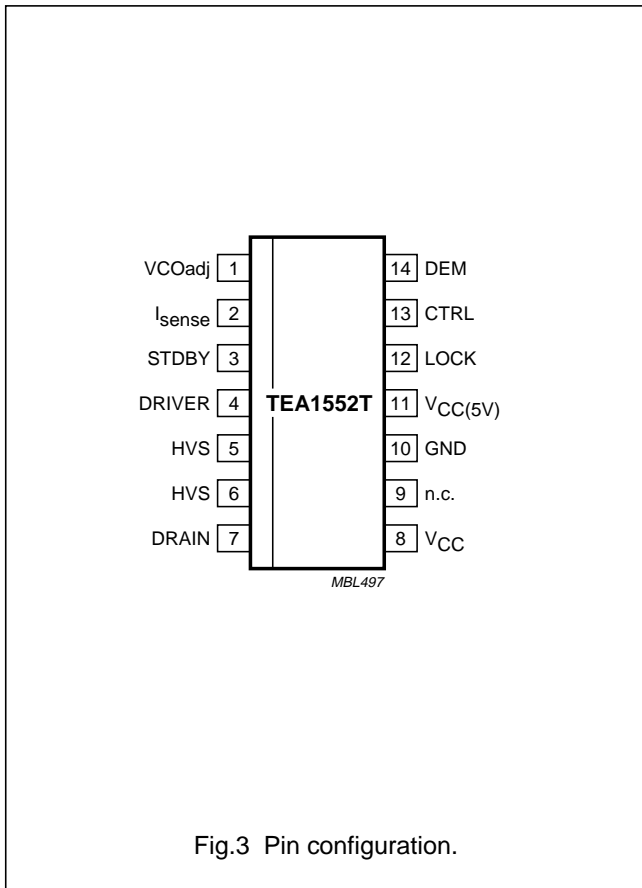 VCOadj 1 14 DEM
Isense 2 13 CTRL
STDBY 3 12 LOCK
DRIVER 4 TEA1552T 11 VCC(5V)
HVS 5 10 GND
HVS 6 9 n.c.
DRAIN 7 8 VCC
MBL497
Fig.3 Pin configuration.